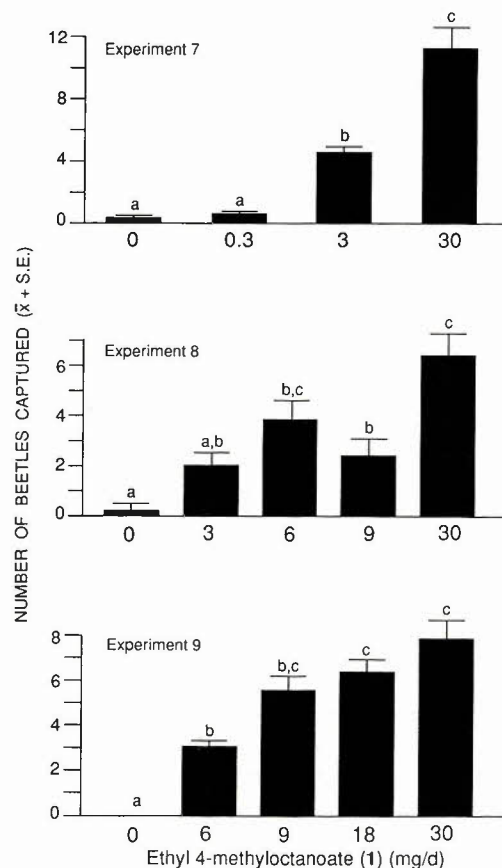 NUMBER OF BEETLES CAPTURED (x̄ + S.E.)
Experiment 7
12
8
4
0
a
a
b
c
0 0.3 3 30
Experiment 8
6
4
2
0
a
a,b
b,c
b
c
0 3 6 9 30
Experiment 9
8
6
4
2
0
a
b
b,c
c
c
0 6 9 18 30
Ethyl 4-methyloctanoate (1) (mg/d)